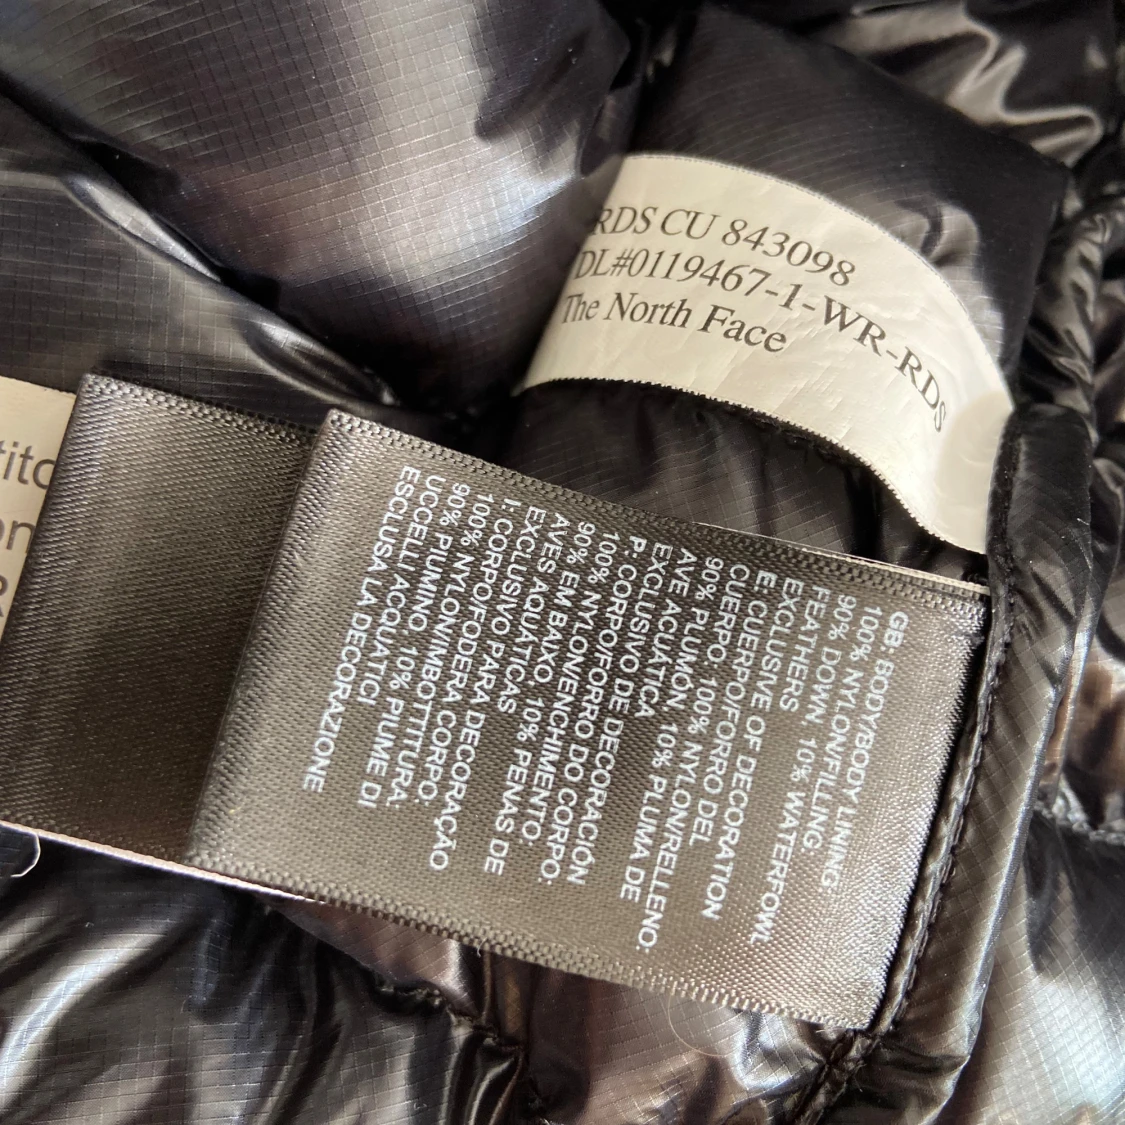 RDS CU 843098
DL#0119467-1-WR-RDS
The North Face
GB: BODY/BODY LINING:
100% NYLON/FILLING:
90% DOWN, 10% WATERFOWL
FEATHERS
EXCLUSIVE OF DECORATION
E: CUERPO/FORRO DEL
CUERPO: 100% NYLON/RELLENO:
90% PLUMÓN, 10% PLUMA DE
AVE ACUÁTICA
EXCLUSIVO DE DECORACIÓN
P: CORPO/FORRO DO CORPO:
100% NYLON/ENCHIMENTO:
90% EM BAIXO, 10% PENAS DE
AVES AQUÁTICAS
EXCLUSIVO PARA DECORAÇÃO
I: CORPO/FODERA CORPO:
100% NYLON/IMBOTTITURA:
90% PIUMINO, 10% PIUME DI
UCCELLI ACQUATICI
ESCLUSA LA DECORAZIONE